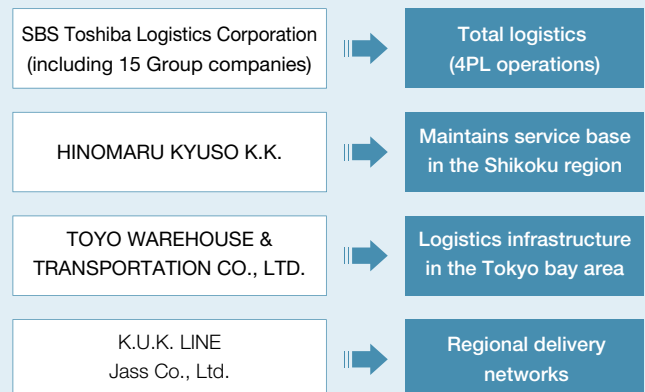 SBS Toshiba Logistics Corporation
(including 15 Group companies)
Total logistics
(4PL operations)
HINOMARU KYUSO K.K.
Maintains service base
in the Shikoku region
TOYO WAREHOUSE &
TRANSPORTATION CO., LTD.
Logistics infrastructure
in the Tokyo bay area
K.U.K. LINE
Jass Co., Ltd.
Regional delivery
networks